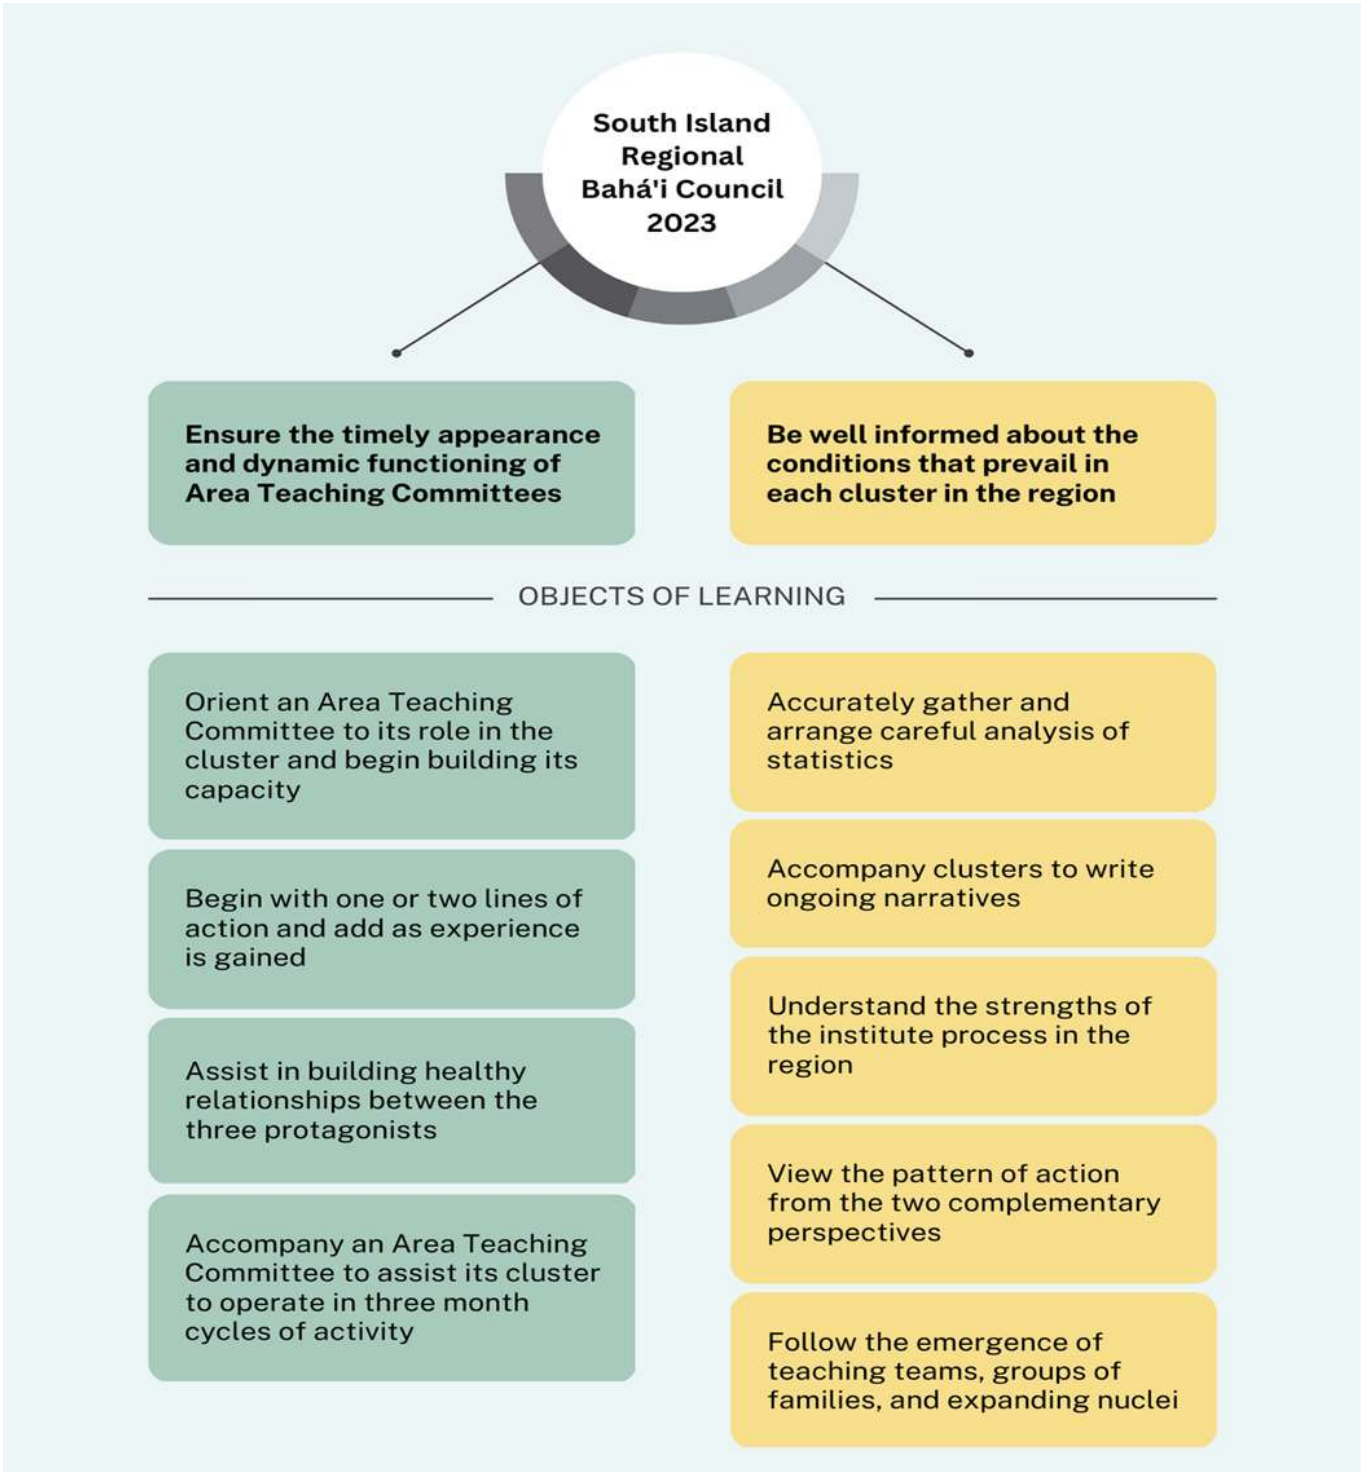 South Island
Regional
Bahá'i Council
2023
Ensure the timely appearance
and dynamic functioning of
Area Teaching Committees
Be well informed about the
conditions that prevail in
each cluster in the region
OBJECTS OF LEARNING
Orient an Area Teaching
Committee to its role in the
cluster and begin building its
capacity
Begin with one or two lines of
action and add as experience
is gained
Assist in building healthy
relationships between the
three protagonists
Accompany an Area Teaching
Committee to assist its cluster
to operate in three month
cycles of activity
Accurately gather and
arrange careful analysis of
statistics
Accompany clusters to write
ongoing narratives
Understand the strengths of
the institute process in the
region
View the pattern of action
from the two complementary
perspectives
Follow the emergence of
teaching teams, groups of
families, and expanding nuclei